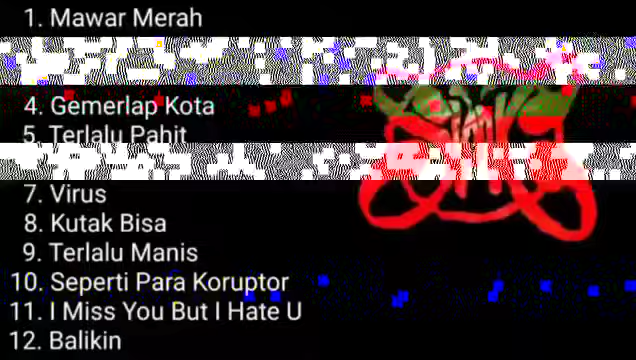 1. Mawar Merah
4. Gemerlap Kota
5. Terlalu Pahit
7. Virus
8. Kutak Bisa
9. Terlalu Manis
10. Seperti Para Koruptor
11. I Miss You But I Hate U
12. Balikin